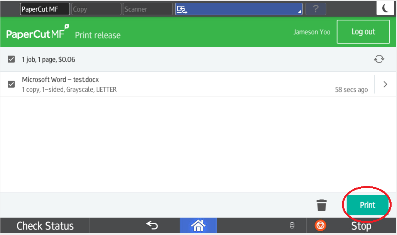 PaperCut MF Copy Scanner ?
PaperCut MF Print release Jameson Yoo Log out
1 job, 1 page, $0.06
Microsoft Word – test.docx
1 copy, 1-sided, Grayscale, LETTER 58 secs ago
Print
Check Status Stop